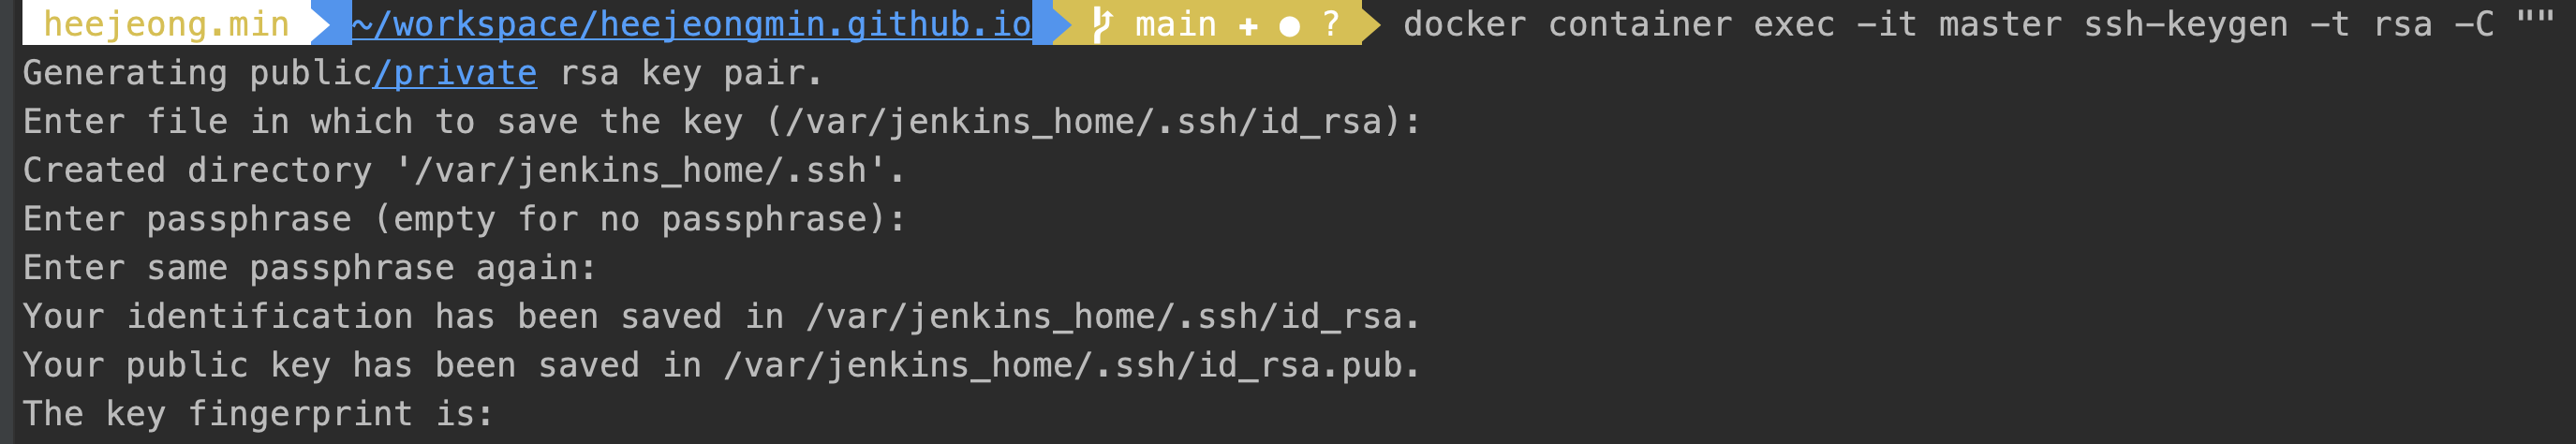 heejeong.min ~/workspace/heejeongmin.github.io main ✚ ● ? docker container exec -it master ssh-keygen -t rsa -C ""
Generating public/private rsa key pair.
Enter file in which to save the key (/var/jenkins_home/.ssh/id_rsa):
Created directory '/var/jenkins_home/.ssh'.
Enter passphrase (empty for no passphrase):
Enter same passphrase again:
Your identification has been saved in /var/jenkins_home/.ssh/id_rsa.
Your public key has been saved in /var/jenkins_home/.ssh/id_rsa.pub.
The key fingerprint is: